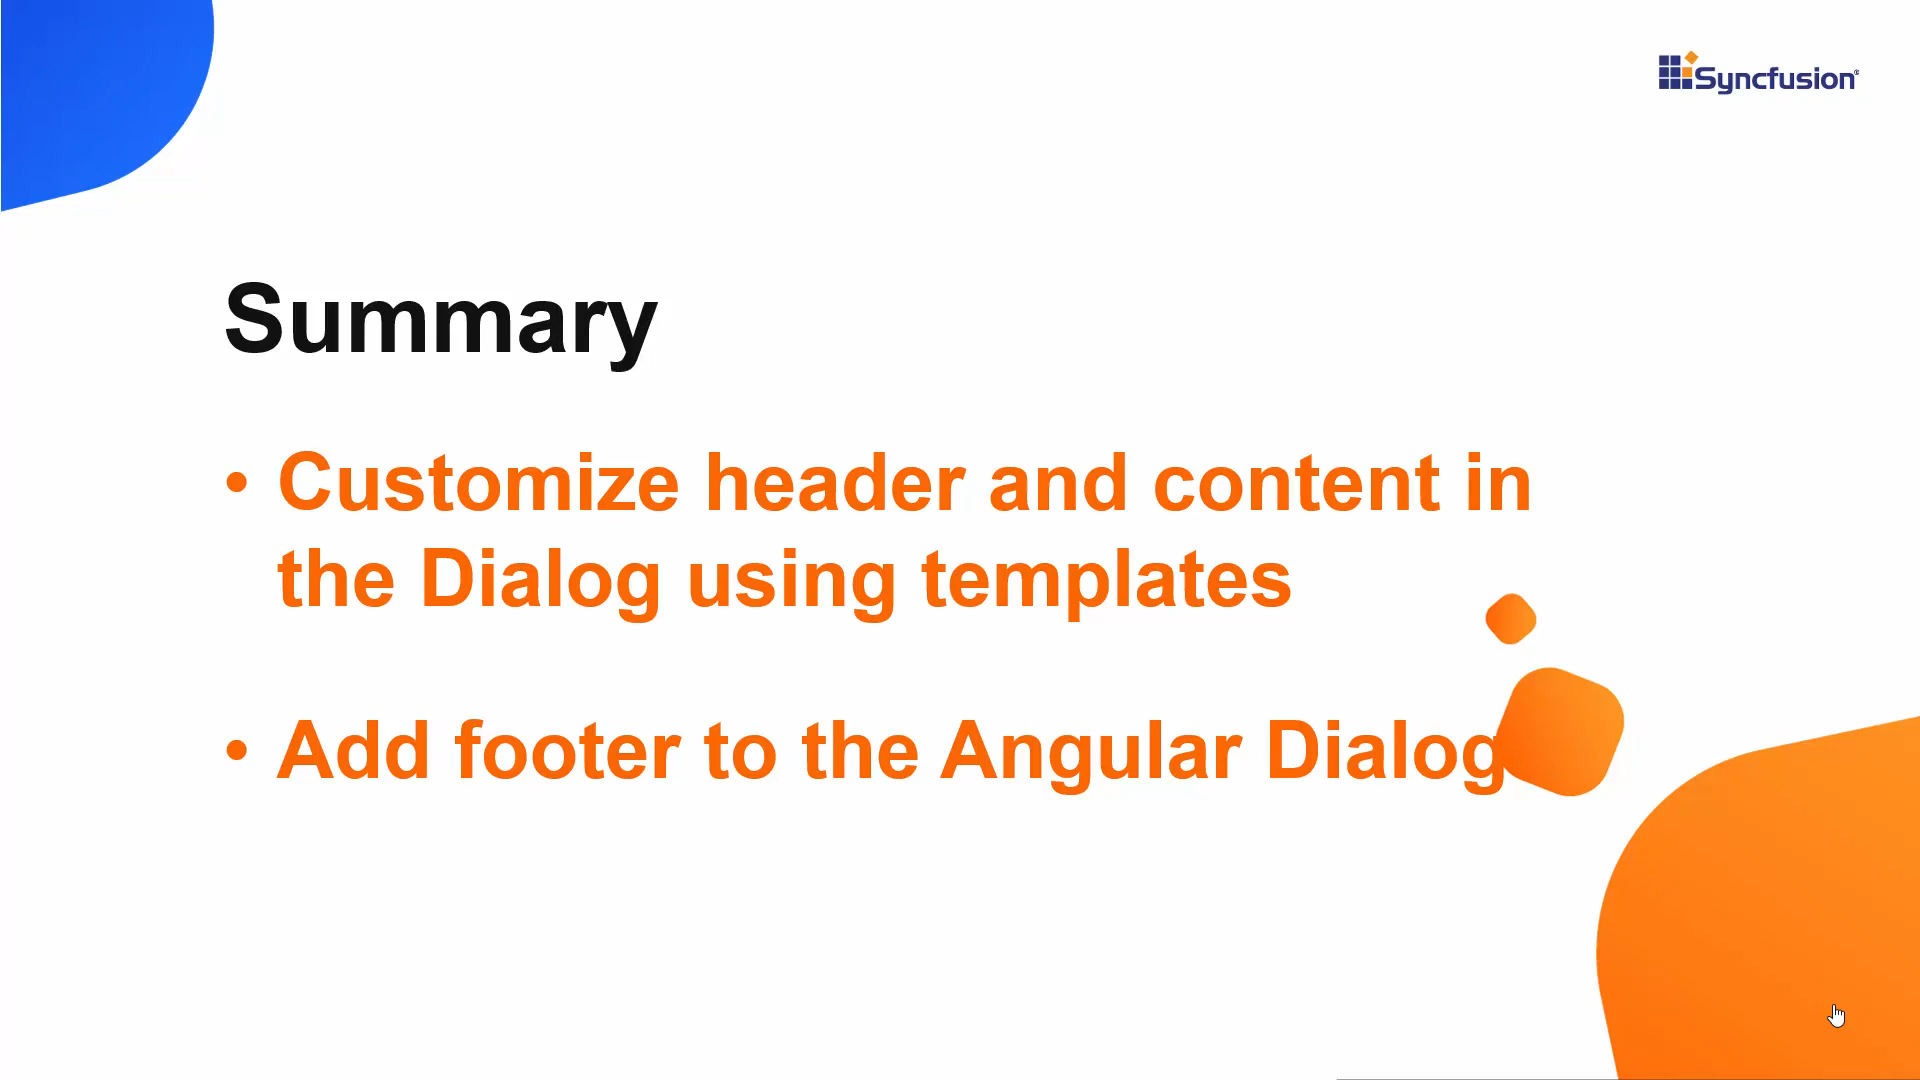 Syncfusion®
Summary
• Customize header and content in
the Dialog using templates
• Add footer to the Angular Dialog